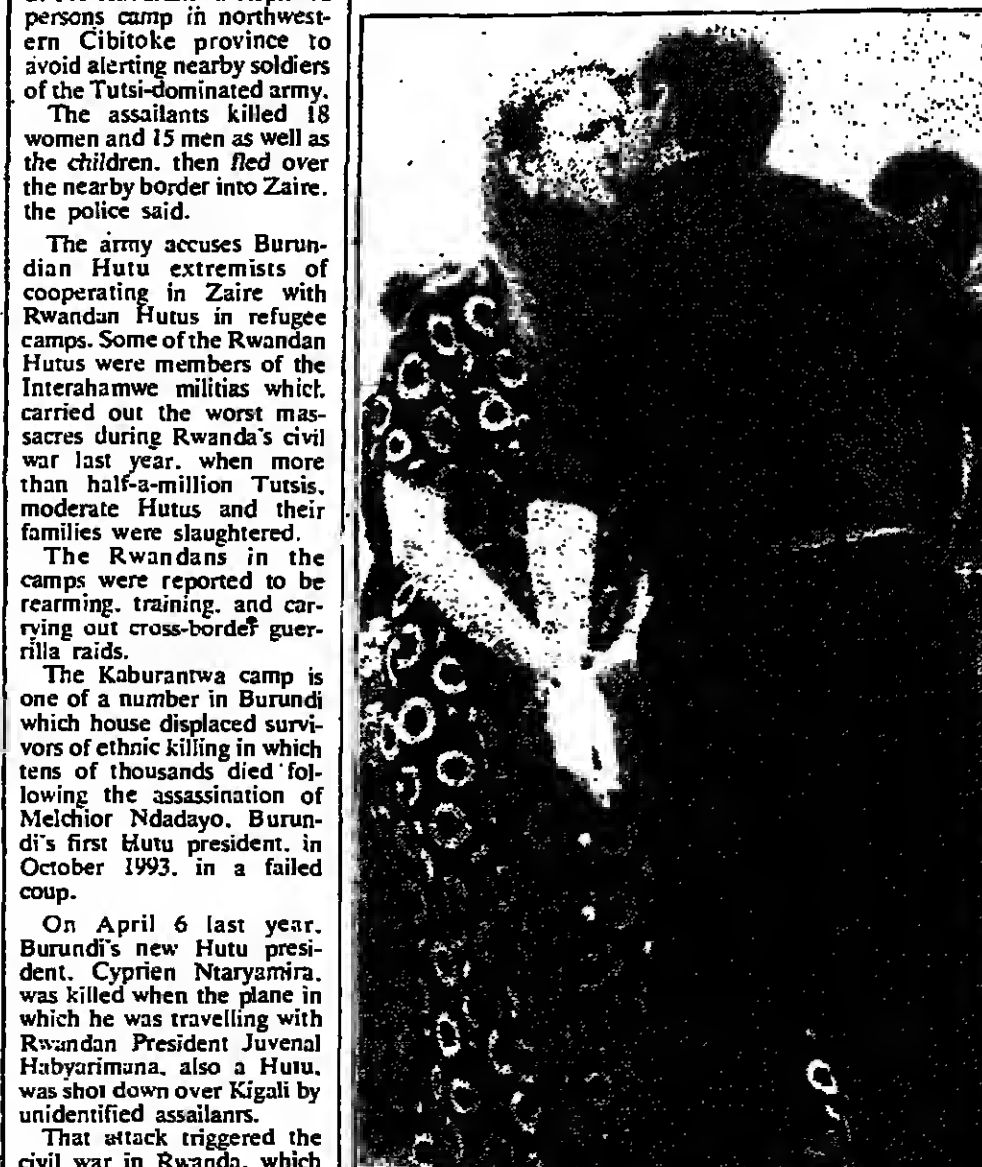 persons camp in northwest-
ern Cibitoke province to
avoid alerting nearby soldiers
of the Tutsi-dominated army.
The assailants killed 18
women and 15 men as well as
the children. then fled over
the nearby border into Zaire.
the police said.
The army accuses Burun-
dian Hutu extremists of
cooperating in Zaire with
Rwandan Hutus in refugee
camps. Some of the Rwandan
Hutus were members of the
Interahamwe militias which
carried out the worst mas-
sacres during Rwanda's civil
war last year. when more
than half-a-million Tutsis,
moderate Hutus and their
families were slaughtered.
The Rwandans in the
camps were reported to be
rearming. training. and car-
rying out cross-border guer-
rilla raids.
The Kaburantwa camp is
one of a number in Burundi
which house displaced survi-
vors of ethnic killing in which
tens of thousands died fol-
lowing the assassination of
Melchior Ndadayo. Burun-
di's first Hutu president. in
October 1993. in a failed
coup.
On April 6 last year.
Burundi's new Hutu presi-
dent. Cyprien Ntaryamira.
was killed when the plane in
which he was travelling with
Rwandan President Juvenal
Habyarimana. also a Hutu.
was shot down over Kigali by
unidentified assailants.
That attack triggered the
civil war in Rwanda. which